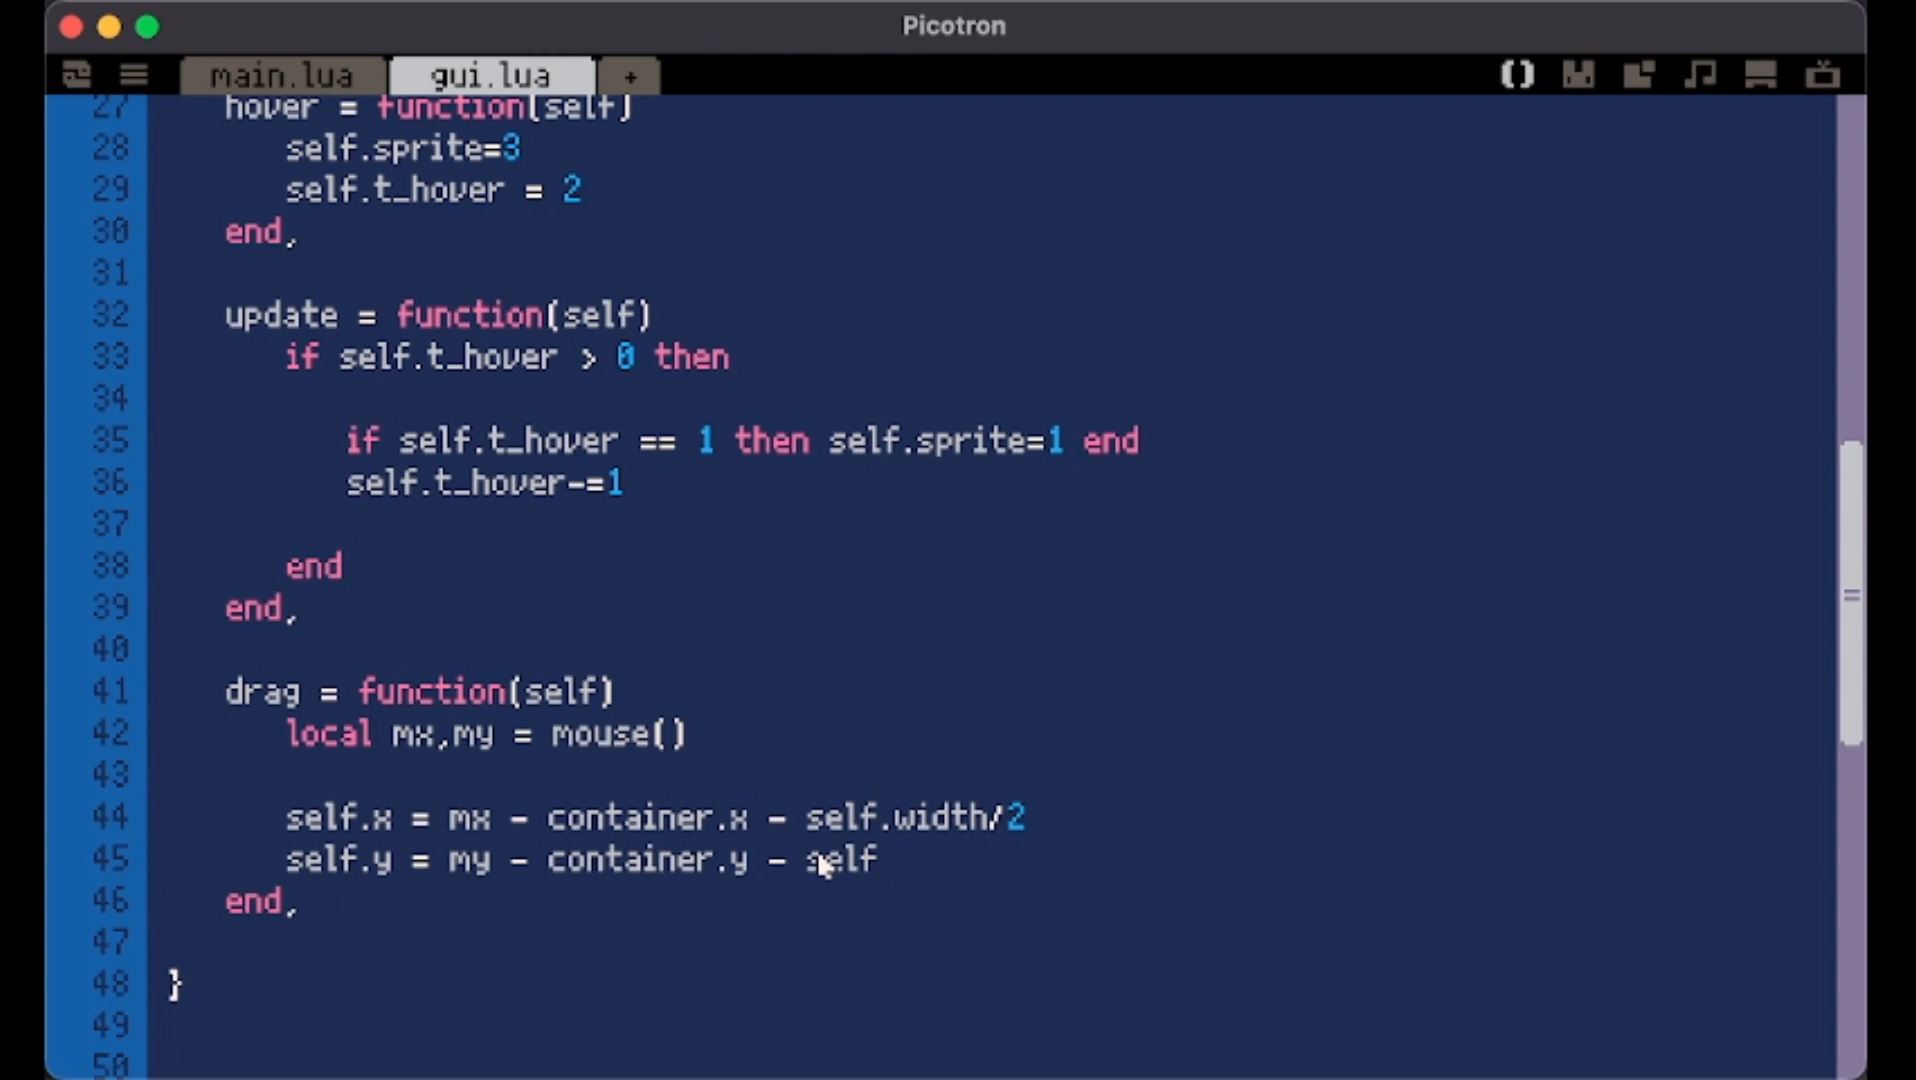 Picotron
main.lua gui.lua +
27 hover = function(self)
28 self.sprite=3
29 self.t_hover = 2
30 end,
31
32 update = function(self)
33 if self.t_hover > 0 then
34
35 if self.t_hover == 1 then self.sprite=1 end
36 self.t_hover-=1
37
38 end
39 end,
40
41 drag = function(self)
42 local mx,my = mouse()
43
44 self.x = mx - container.x - self.width/2
45 self.y = my - container.y - self
46 end,
47
48 }
49
50